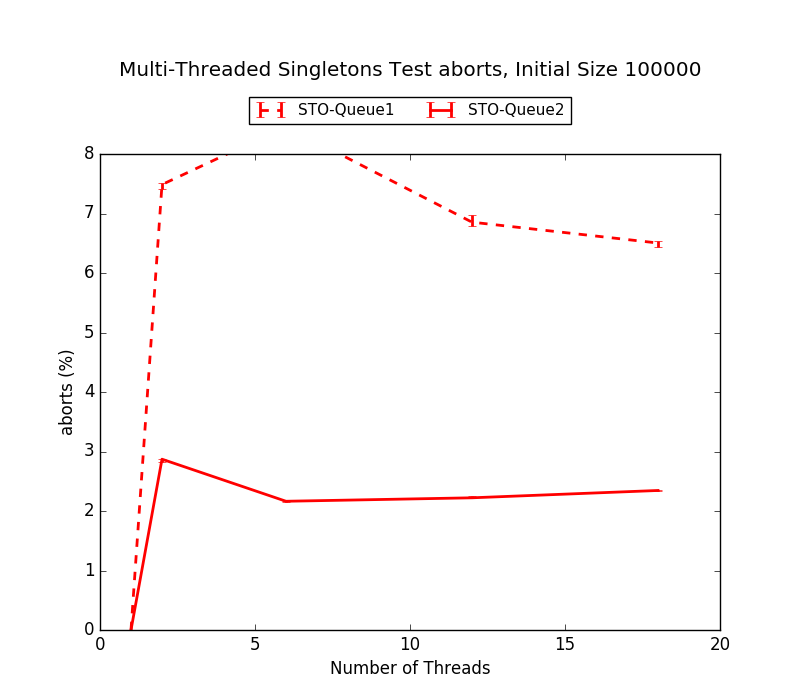 Multi-Threaded Singletons Test aborts, Initial Size 100000
STO-Queue1 STO-Queue2
8
7
6
5
4
3
2
1
0
aborts (%)
0 5 10 15 20
Number of Threads